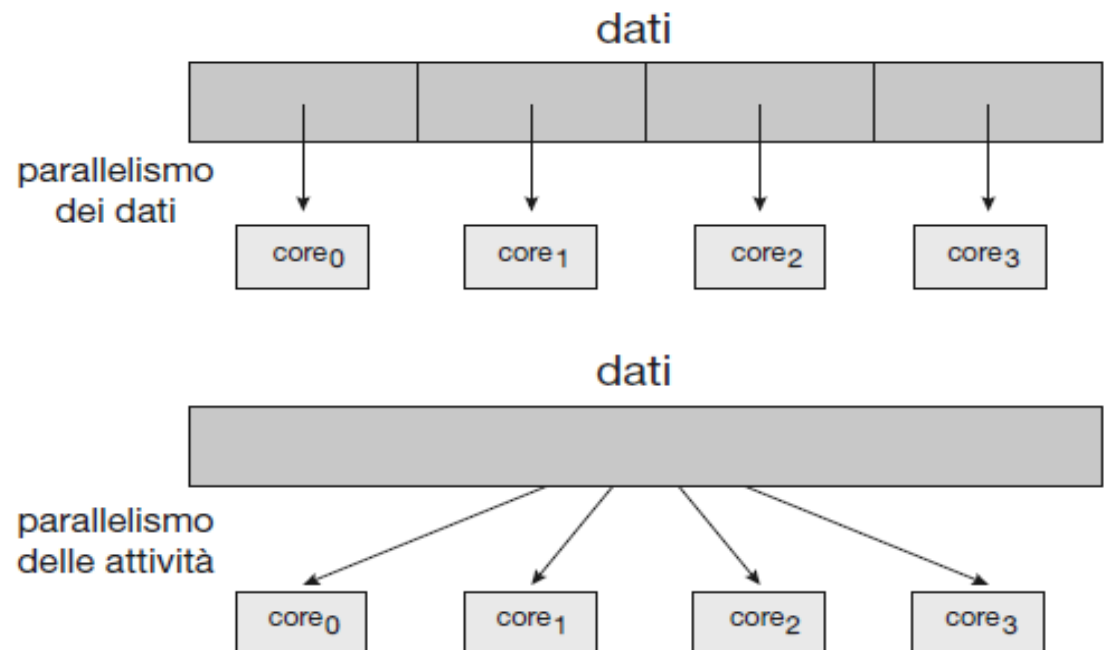 dati
parallelismo
dei dati
core0
core1
core2
core3
dati
parallelismo
delle attività
core0
core1
core2
core3